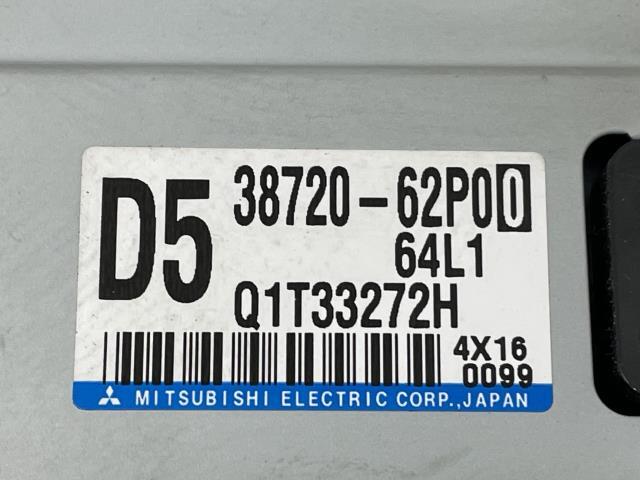 D5
38720-62P00
64L1
Q1T33272H
4X16
0099
MITSUBISHI ELECTRIC CORP.,JAPAN